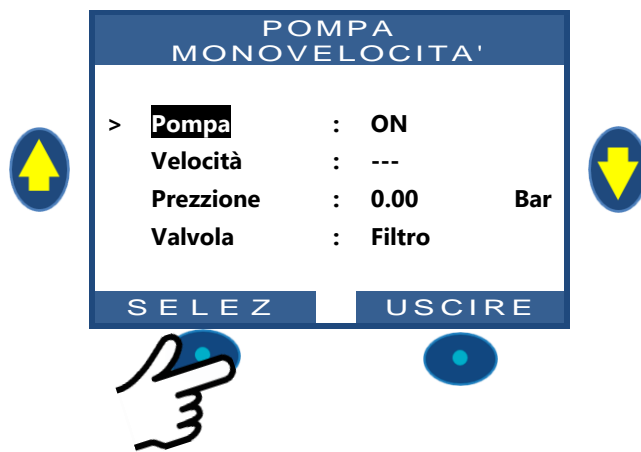 POMPA
MONOVELOCITA'
> Pompa : ON
Velocità : ---
Prezzione : 0.00 Bar
Valvola : Filtro
SELEZ USCIRE